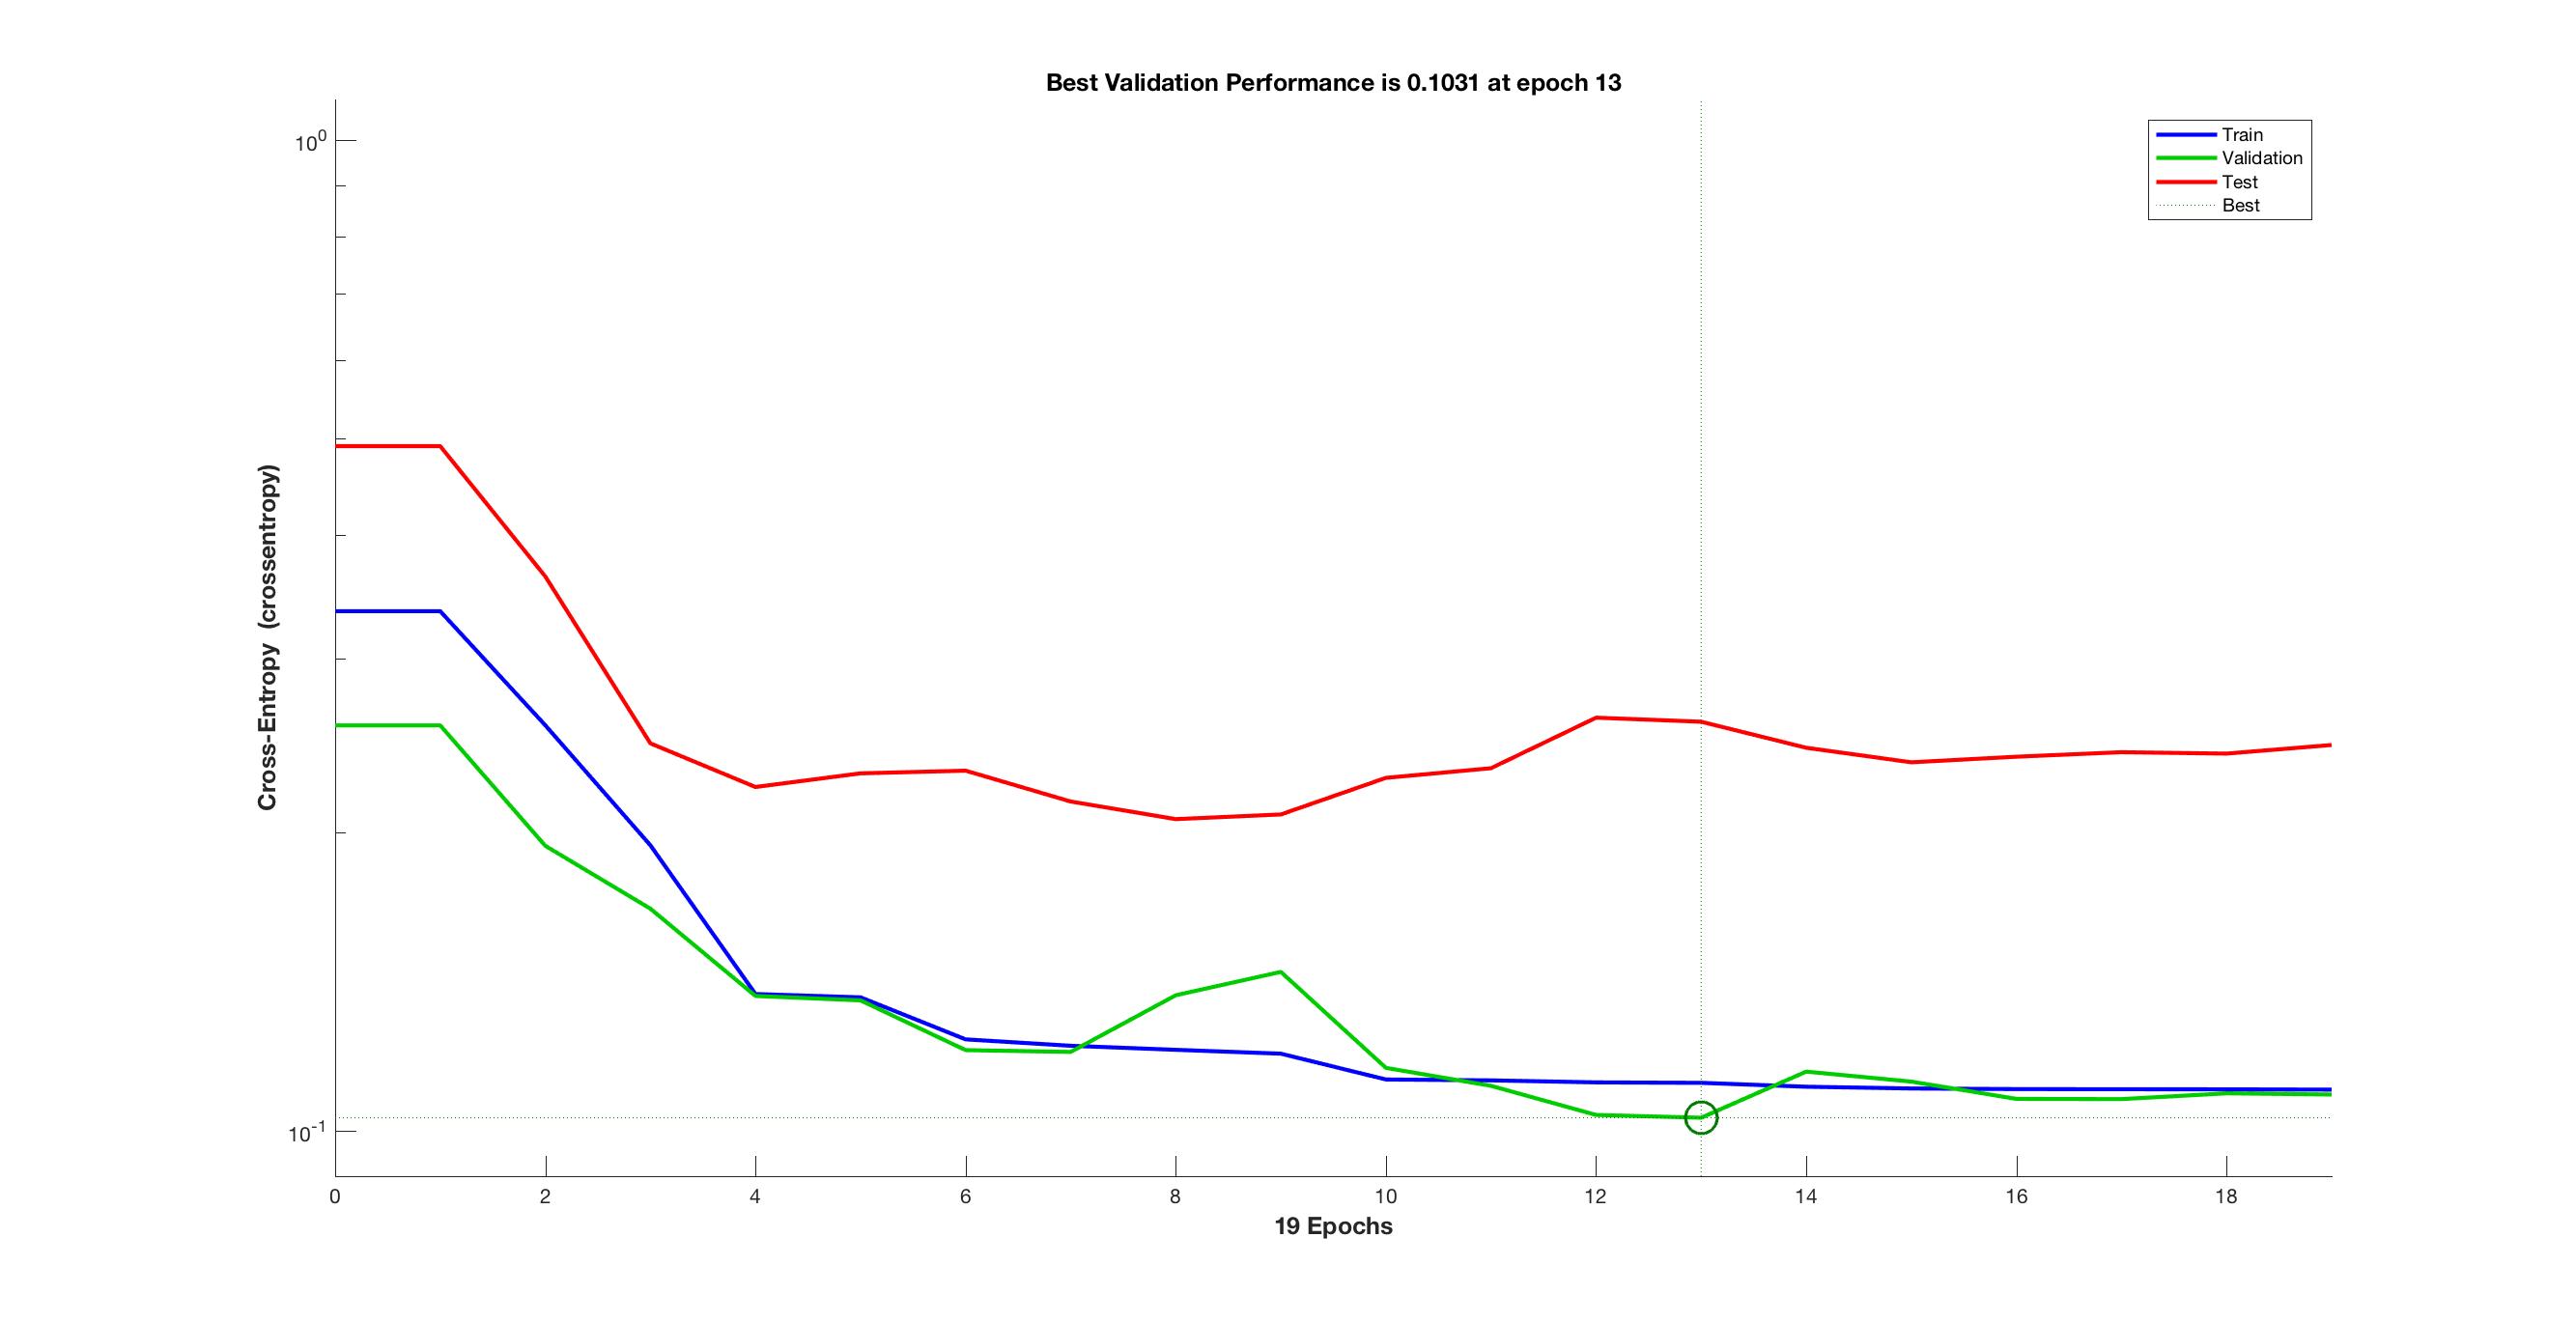 Best Validation Performance is 0.1031 at epoch 13
10^0
Train
Validation
Test
Best
Cross-Entropy (crossentropy)
10^-1
0 2 4 6 8 10 12 14 16 18
19 Epochs